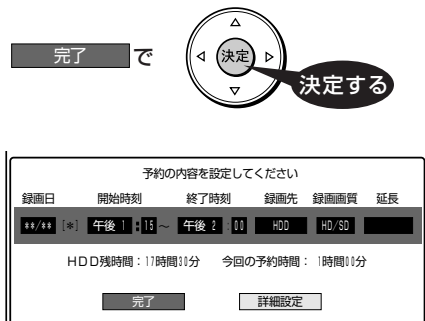 完了 で 決定 決定する
予約の内容を設定してください
録画日 開始時刻 終了時刻 録画先 録画画質 延長
**/** [*] 午後 1:15 ~ 午後 2:00 HDD HD/SD
HDD残時間：17時間30分 今回の予約時間： 1時間00分
完了 詳細設定